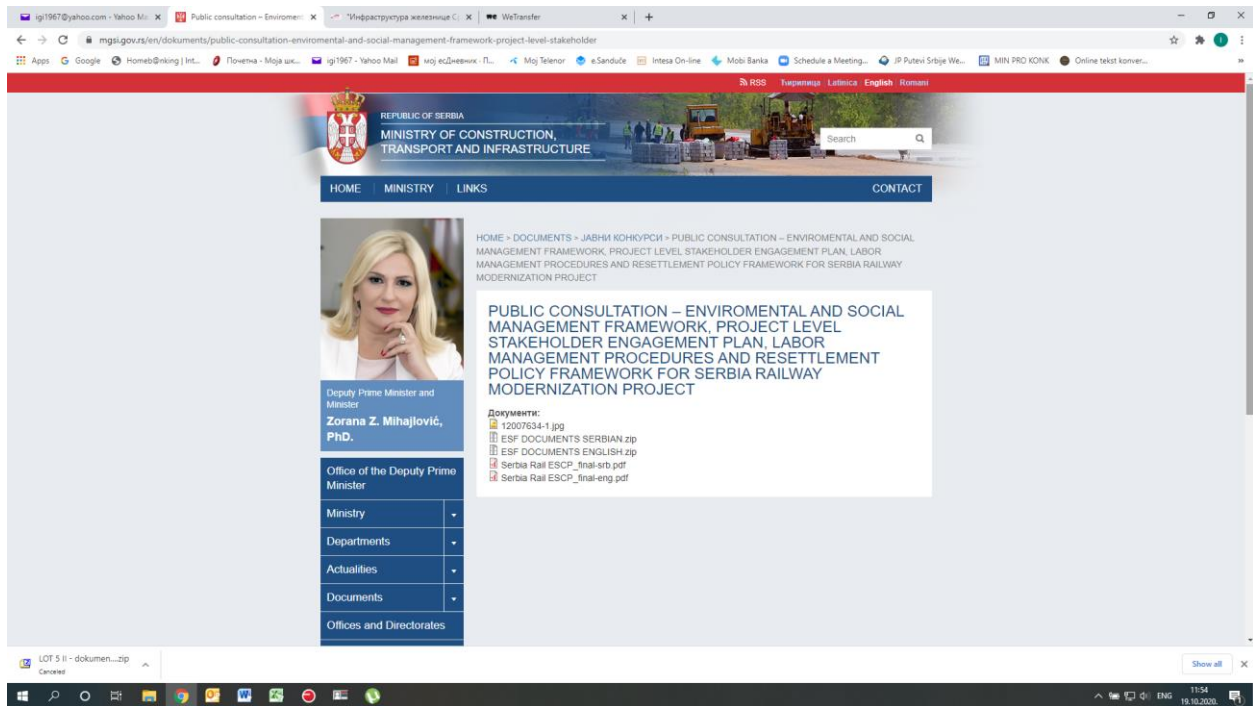 igi1967@yahoo.com - Yahoo Ma
Public consultation – Enviroment
"Инфраструктура железнице С
WeTransfer
mgsi.gov.rs/en/dokuments/public-consultation-enviromental-and-social-management-framework-project-level-stakeholder
Apps
Google
Homeb@nking | Int...
Почетна - Моја шк...
igi1967 - Yahoo Mail
мој есДневник - П...
Moj Telenor
e.Sanduče
Intesa On-line
Mobi Banka
Schedule a Meeting...
JP Putevi Srbije We...
MIN PRO KONK
Online tekst konver...
RSS Ћирилица Latinica English Romani
REPUBLIC OF SERBIA
MINISTRY OF CONSTRUCTION,
TRANSPORT AND INFRASTRUCTURE
Search
HOME MINISTRY LINKS CONTACT
HOME » DOCUMENTS » ЈАВНИ КОНКУРСИ » PUBLIC CONSULTATION – ENVIROMENTAL AND SOCIAL
MANAGEMENT FRAMEWORK, PROJECT LEVEL STAKEHOLDER ENGAGEMENT PLAN, LABOR
MANAGEMENT PROCEDURES AND RESETTLEMENT POLICY FRAMEWORK FOR SERBIA RAILWAY
MODERNIZATION PROJECT
PUBLIC CONSULTATION – ENVIROMENTAL AND SOCIAL
MANAGEMENT FRAMEWORK, PROJECT LEVEL
STAKEHOLDER ENGAGEMENT PLAN, LABOR
MANAGEMENT PROCEDURES AND RESETTLEMENT
POLICY FRAMEWORK FOR SERBIA RAILWAY
MODERNIZATION PROJECT
Документи:
12007634-1.jpg
ESF DOCUMENTS SERBIAN.zip
ESF DOCUMENTS ENGLISH.zip
Serbia Rail ESCP_final-srb.pdf
Serbia Rail ESCP_final-eng.pdf
Deputy Prime Minister and
Minister
Zorana Z. Mihajlović,
PhD.
Office of the Deputy Prime
Minister
Ministry
Departments
Actualities
Documents
Offices and Directorates
LOT 5 II - dokumen....zip
Canceled
Show all
ENG
11:54
19.10.2020.